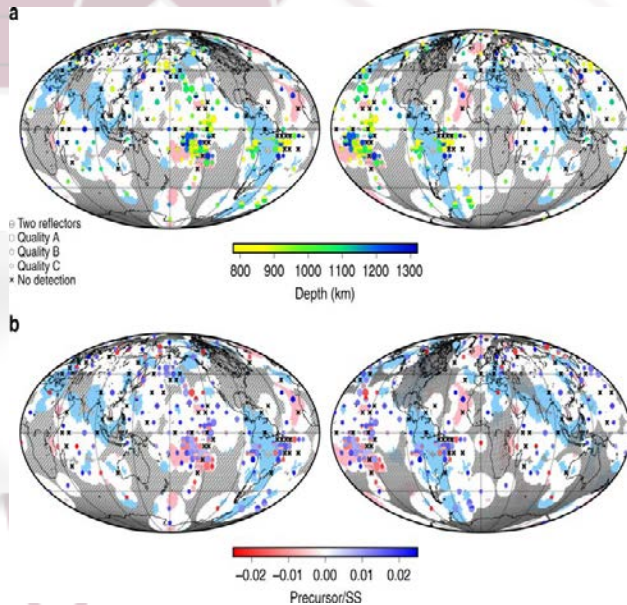 a
Two reflectors
Quality A
Quality B
Quality C
× No detection
800 900 1000 1100 1200 1300
Depth (km)
b
−0.02 −0.01 0.00 0.01 0.02
Precursor/SS